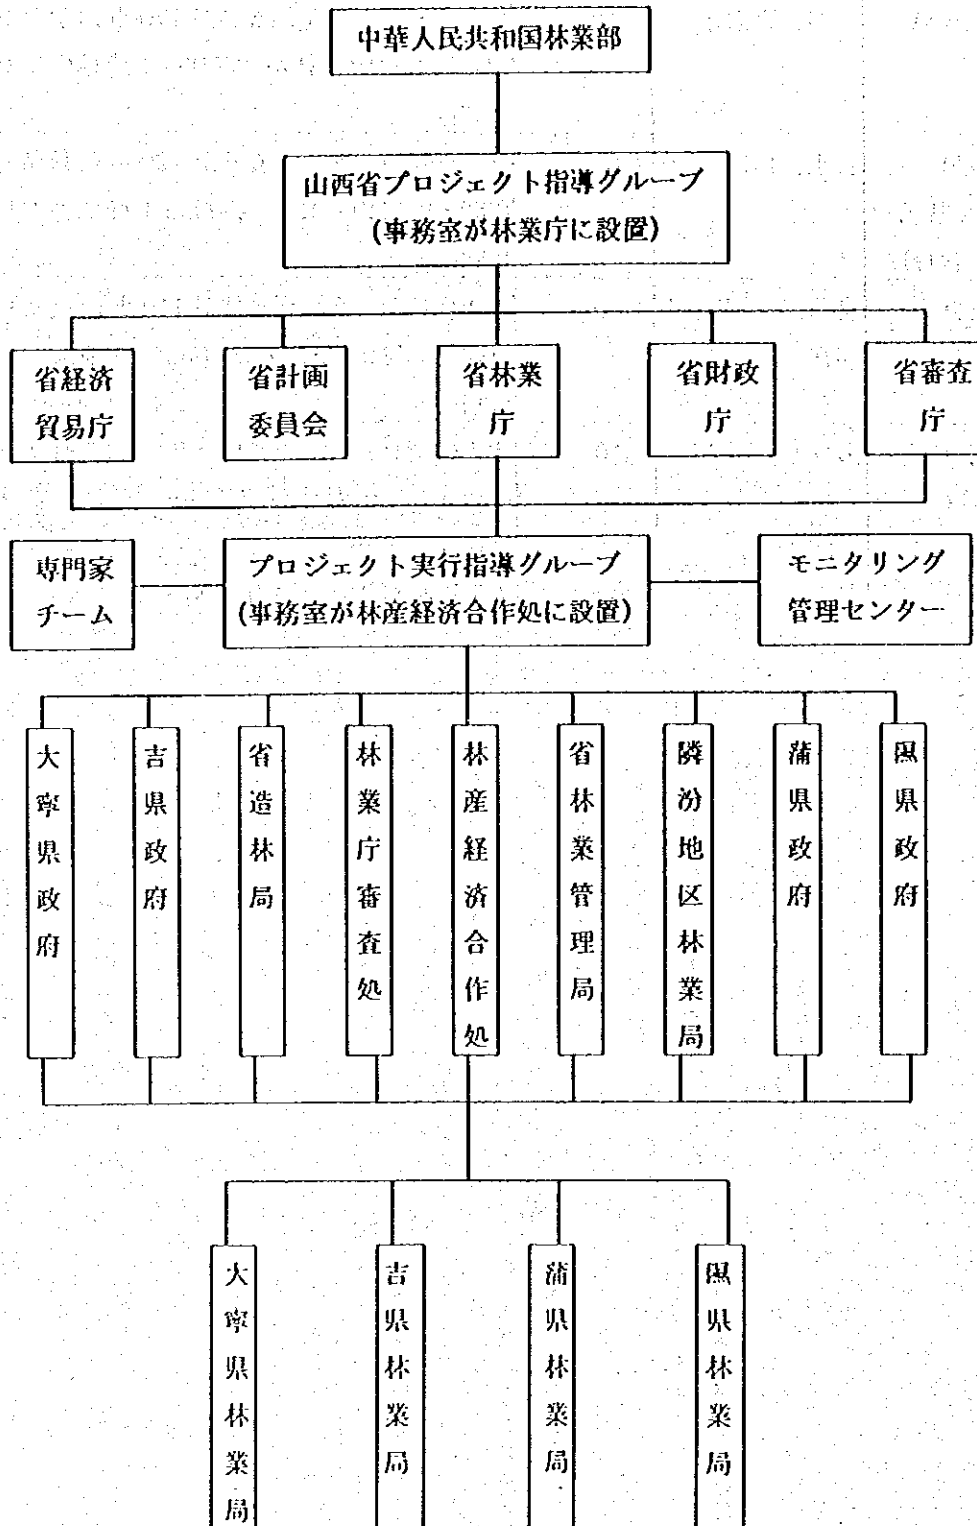 中華人民共和国林業部
山西省プロジェクト指導グループ
(事務室が林業庁に設置)
省経済
貿易庁
省計画
委員会
省林業
庁
省財政
庁
省審査
庁
専門家
チーム
プロジェクト実行指導グループ
(事務室が林産経済合作処に設置)
モニタリング
管理センター
大寧県政府
吉県政府
省造林局
林業庁審査処
林産経済合作処
省林業管理局
隣汾地区林業局
蒲県政府
隰県政府
大寧県林業局
吉県林業局
蒲県林業局
隰県林業局